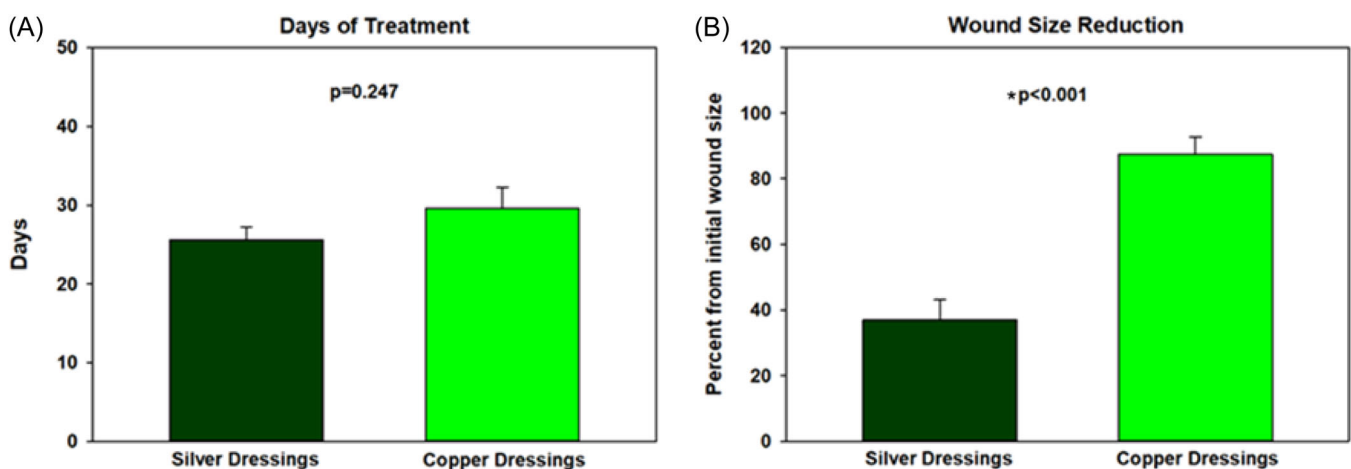 (A)
Days of Treatment
50
40
30
20
10
0
Days
p=0.247
Silver Dressings
Copper Dressings
(B)
Wound Size Reduction
120
100
80
60
40
20
0
Percent from initial wound size
*p<0.001
Silver Dressings
Copper Dressings